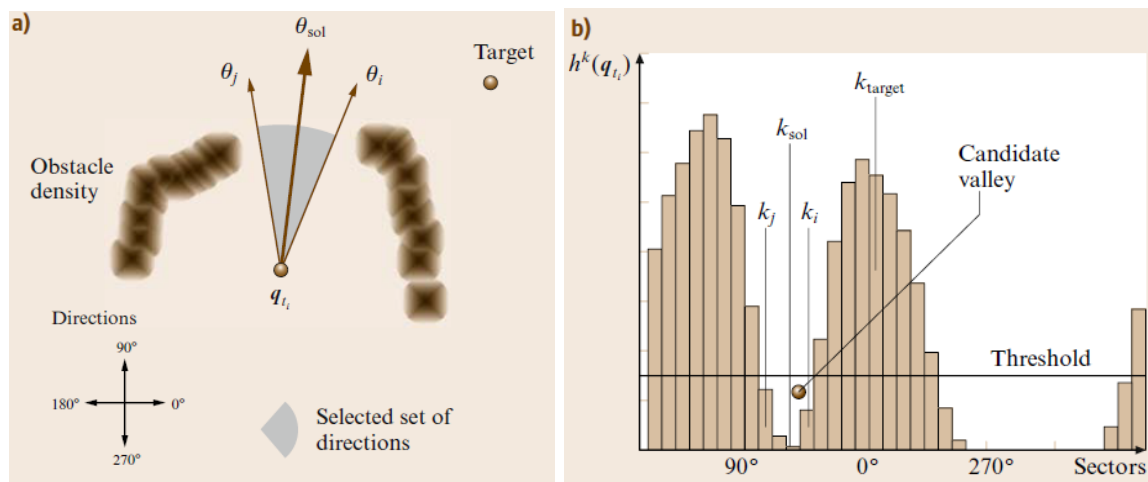 a)
θsol
θj
θi
Target
Obstacle
density
qti
Directions
90°
180°
0°
270°
Selected set of
directions
b)
hk(qti)
ktarget
ksol
Candidate
valley
kj
ki
Threshold
90°
0°
270°
Sectors